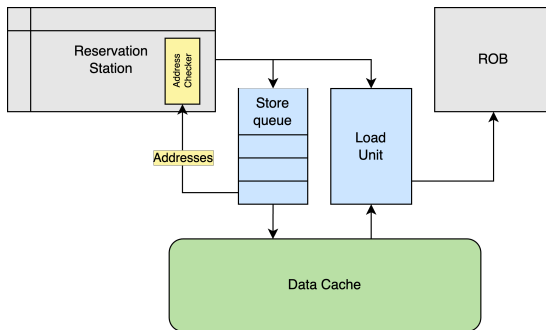 Reservation
Station
Address
Checker
Store
queue
Load
Unit
ROB
Addresses
Data Cache